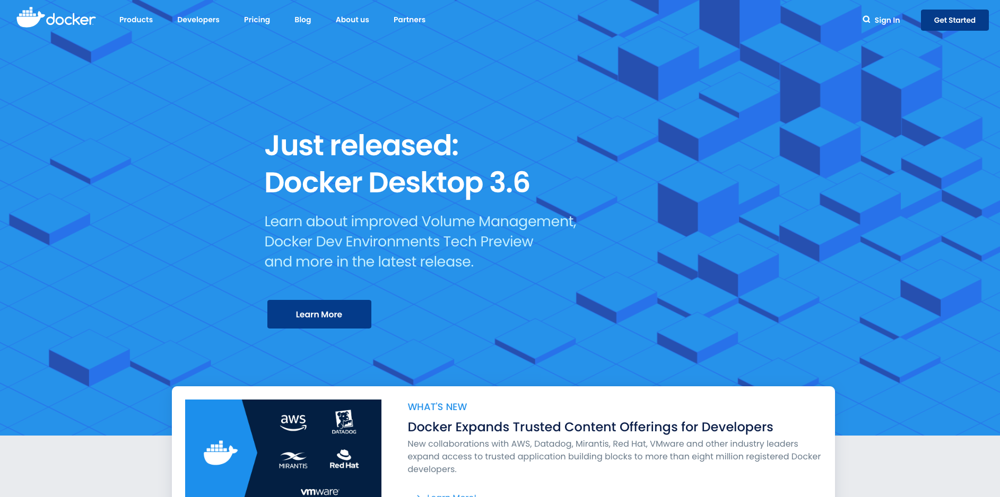 docker
Products
Developers
Pricing
Blog
About us
Partners
Sign In
Get Started
Just released:
Docker Desktop 3.6
Learn about improved Volume Management,
Docker Dev Environments Tech Preview
and more in the latest release.
Learn More
aws
DATADOG
MIRANTIS
Red Hat
vmware
WHAT'S NEW
Docker Expands Trusted Content Offerings for Developers
New collaborations with AWS, Datadog, Mirantis, Red Hat, VMware and other industry leaders
expand access to trusted application building blocks to more than eight million registered Docker
developers.
Learn More!